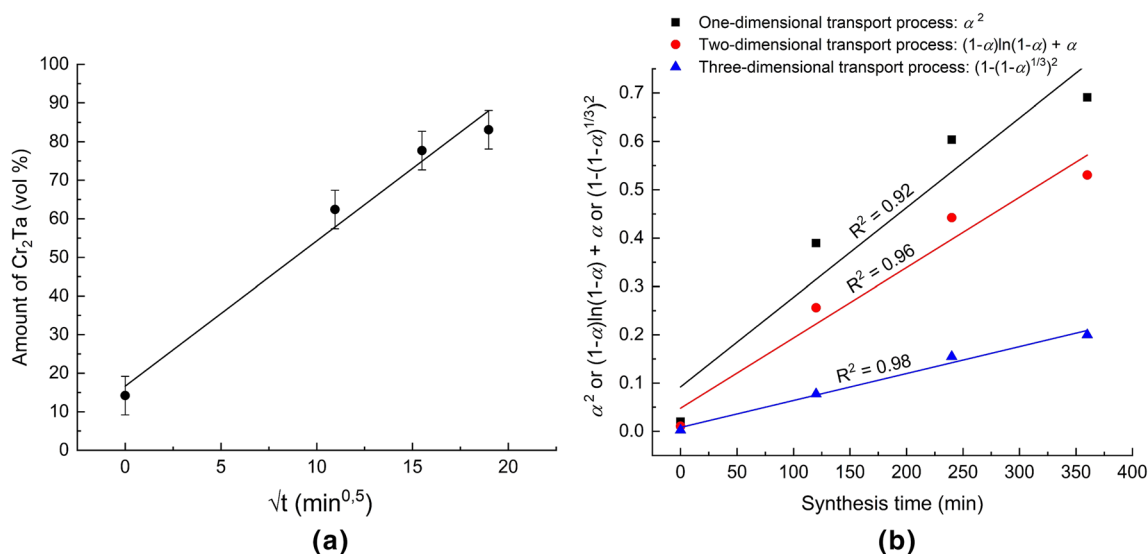 100
90
80
70
60
50
40
30
20
10
0
Amount of Cr₂Ta (vol %)
0 5 10 15 20
√t (min^0,5)
(a)
One-dimensional transport process: α²
Two-dimensional transport process: (1-α)ln(1-α) + α
Three-dimensional transport process: (1-(1-α)^1/3)²
0.7
0.6
0.5
0.4
0.3
0.2
0.1
0.0
α² or (1-α)ln(1-α) + α or (1-(1-α)^1/3)²
R² = 0.92
R² = 0.96
R² = 0.98
0 50 100 150 200 250 300 350 400
Synthesis time (min)
(b)